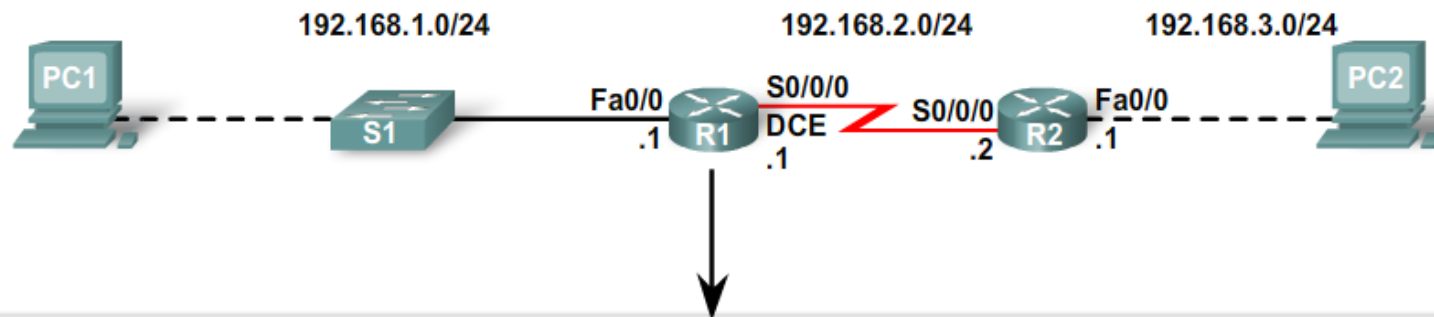 192.168.1.0/24
192.168.2.0/24
192.168.3.0/24
PC1
S1
Fa0/0
.1
R1
S0/0/0
DCE
.1
S0/0/0
.2
R2
Fa0/0
.1
PC2